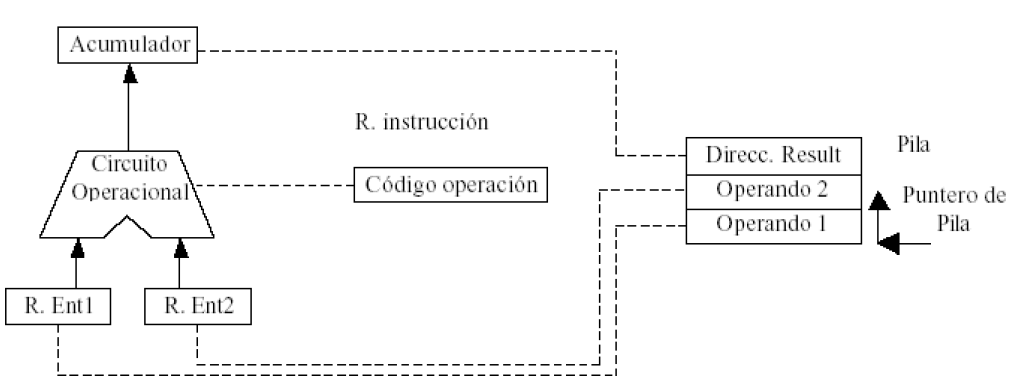 Acumulador
R. instrucción
Circuito
Operacional
Código operación
R. Ent1
R. Ent2
Direcc. Result
Operando 2
Operando 1
Pila
Puntero de
Pila